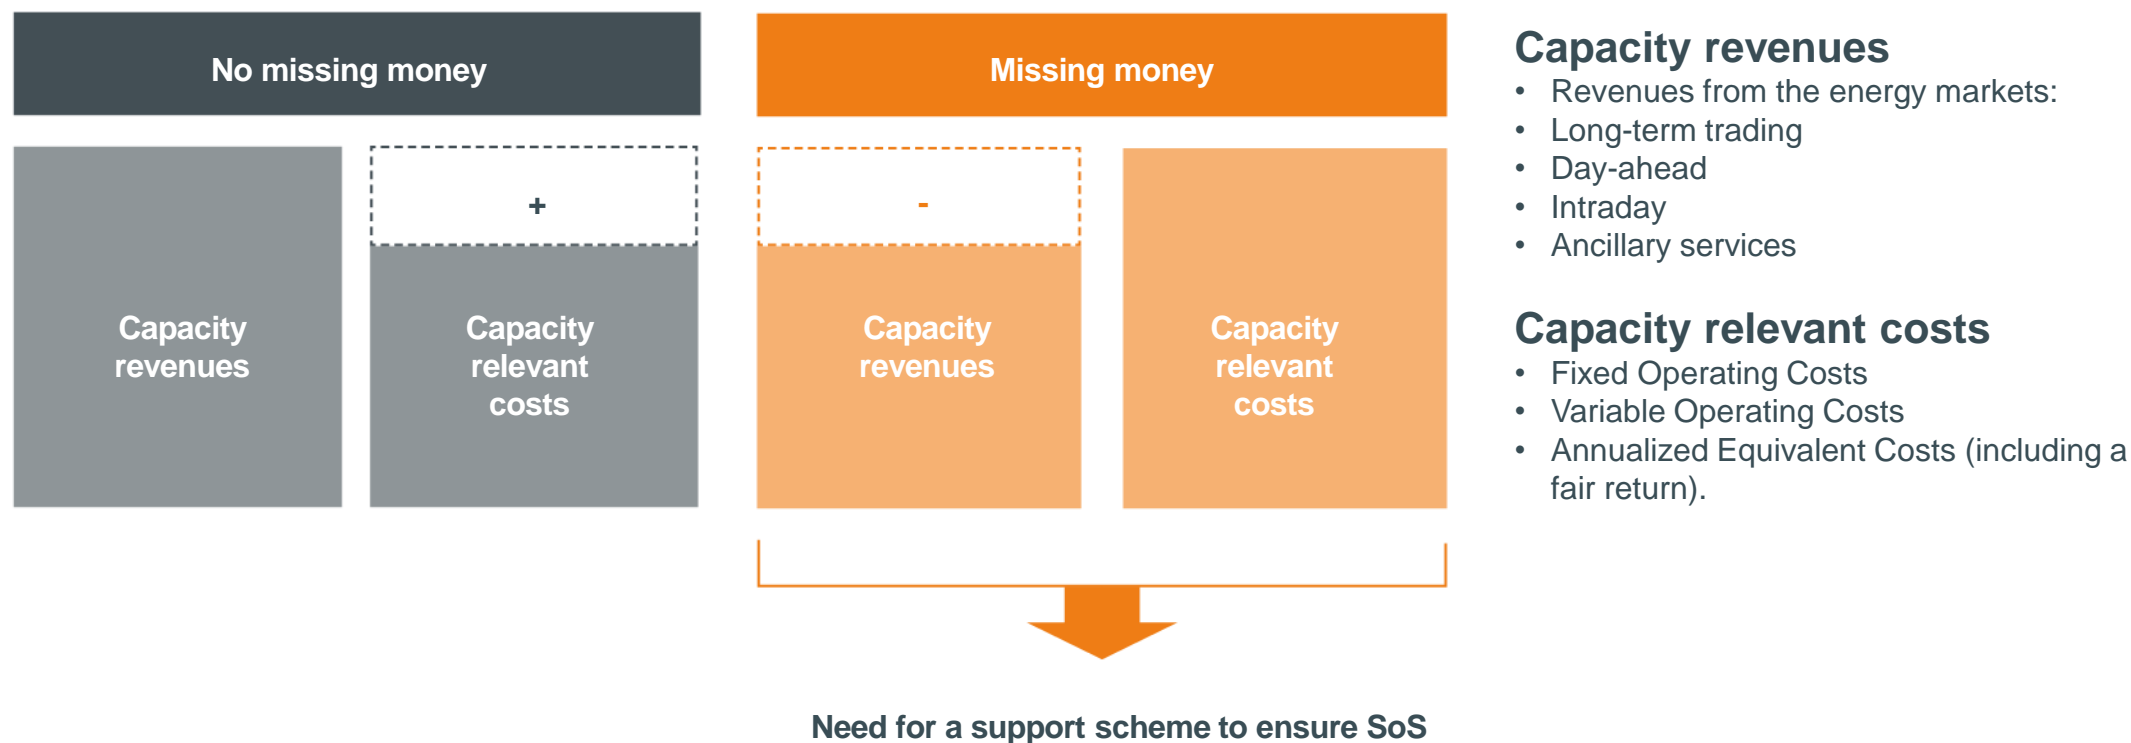 No missing money
Missing money
+
-
Capacity
revenues
Capacity
relevant
costs
Capacity
revenues
Capacity
relevant
costs
Need for a support scheme to ensure SoS
Capacity revenues
• Revenues from the energy markets:
• Long-term trading
• Day-ahead
• Intraday
• Ancillary services
Capacity relevant costs
• Fixed Operating Costs
• Variable Operating Costs
• Annualized Equivalent Costs (including a
fair return).